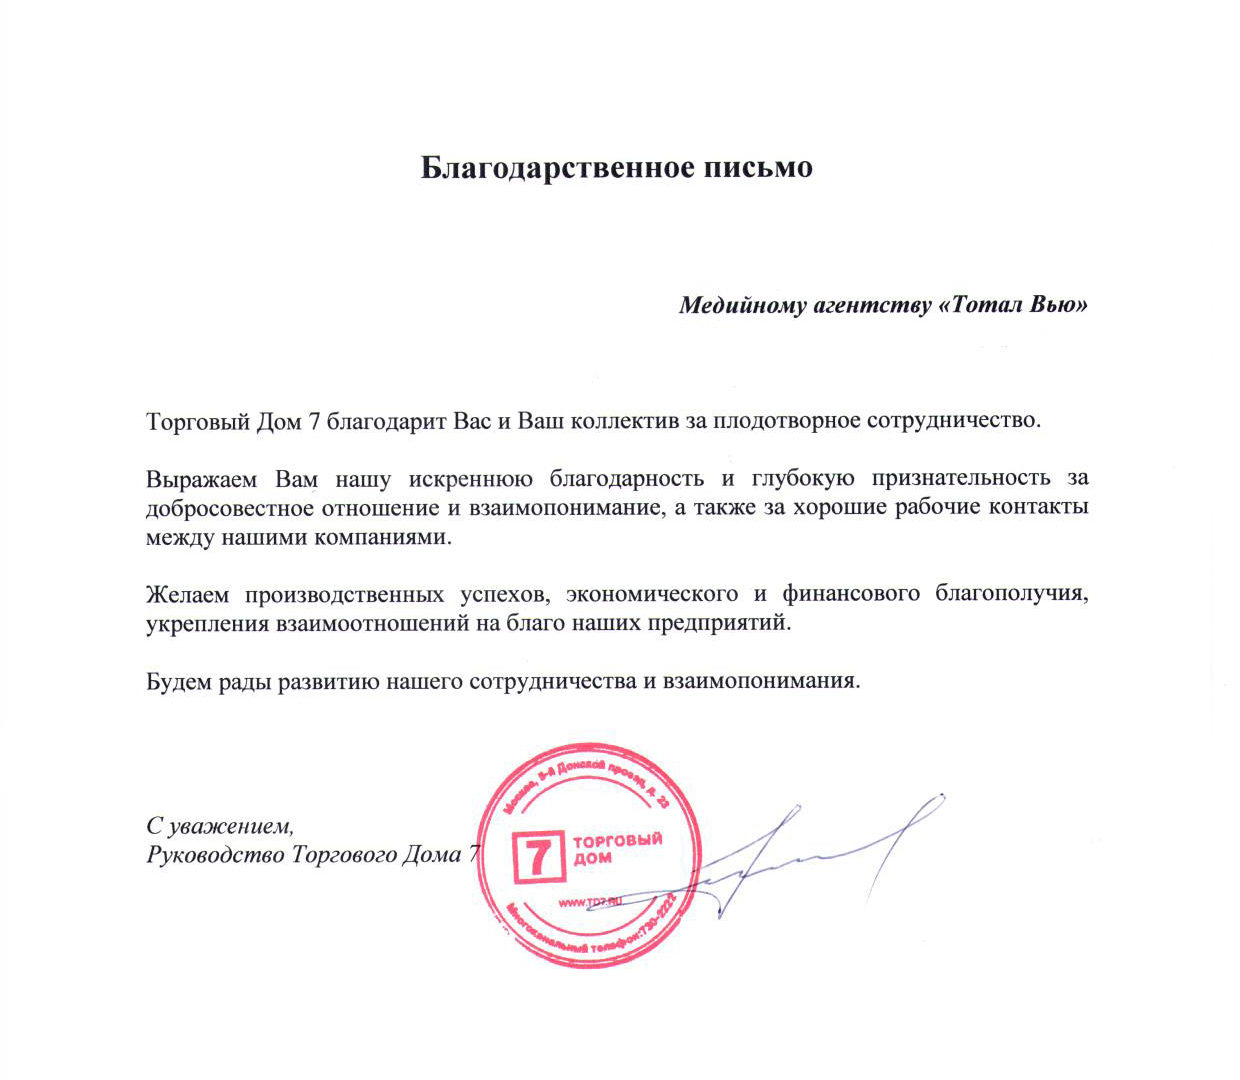 Благодарственное письмо
Медийному агентству «Тотал Вью»
Торговый Дом 7 благодарит Вас и Ваш коллектив за плодотворное сотрудничество.
Выражаем Вам нашу искреннюю благодарность и глубокую признательность за
добросовестное отношение и взаимопонимание, а также за хорошие рабочие контакты
между нашими компаниями.
Желаем производственных успехов, экономического и финансового благополучия,
укрепления взаимоотношений на благо наших предприятий.
Будем рады развитию нашего сотрудничества и взаимопонимания.
С уважением,
Руководство Торгового Дома 7
Москва, 5-й Донской проезд, д. 23
7 ТОРГОВЫЙ
ДОМ
WWW.TD7.RU
Многоканальный телефон:730-2222